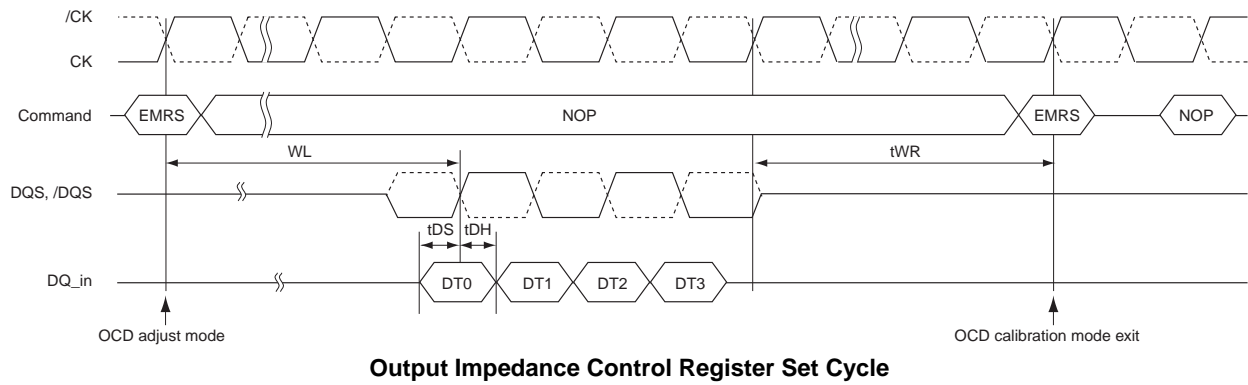 /CK
CK
Command
EMRS
NOP
EMRS
NOP
WL
tWR
DQS, /DQS
tDS
tDH
DQ_in
DT0
DT1
DT2
DT3
OCD adjust mode
OCD calibration mode exit
Output Impedance Control Register Set Cycle